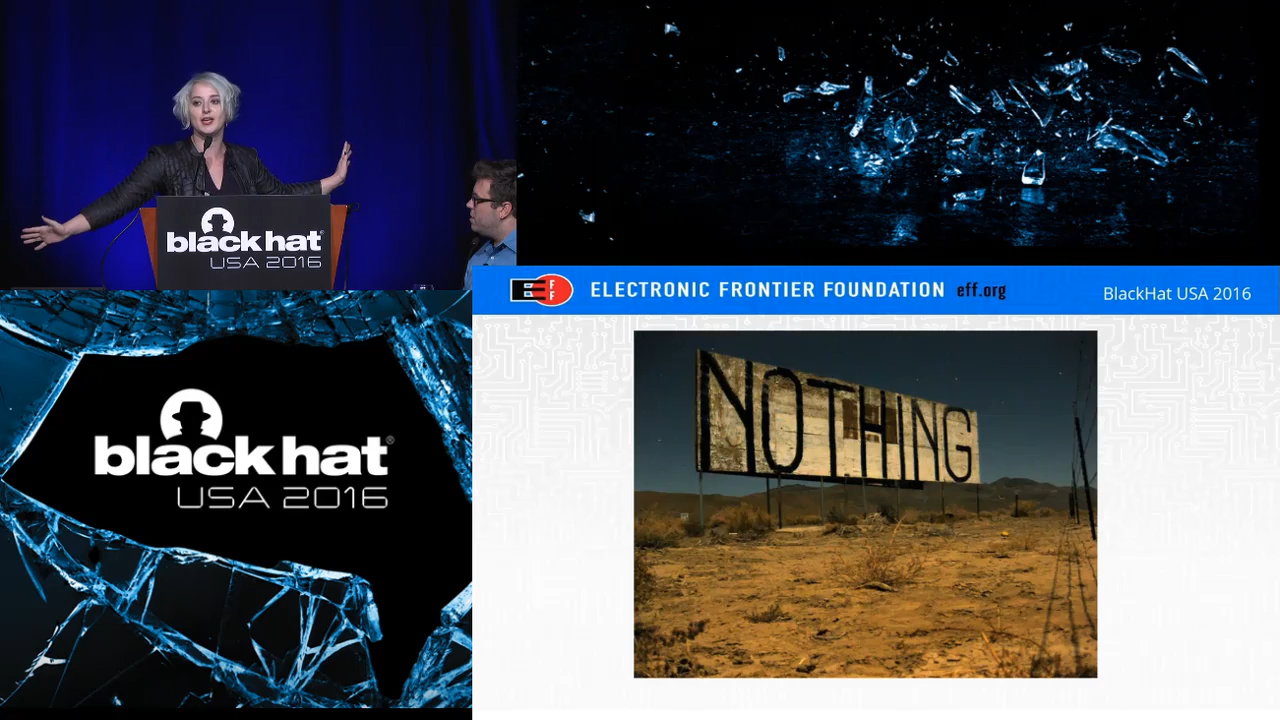 black hat
USA 2016
EFF
ELECTRONIC FRONTIER FOUNDATION eff.org
BlackHat USA 2016
black hat®
USA 2016
NOTHING